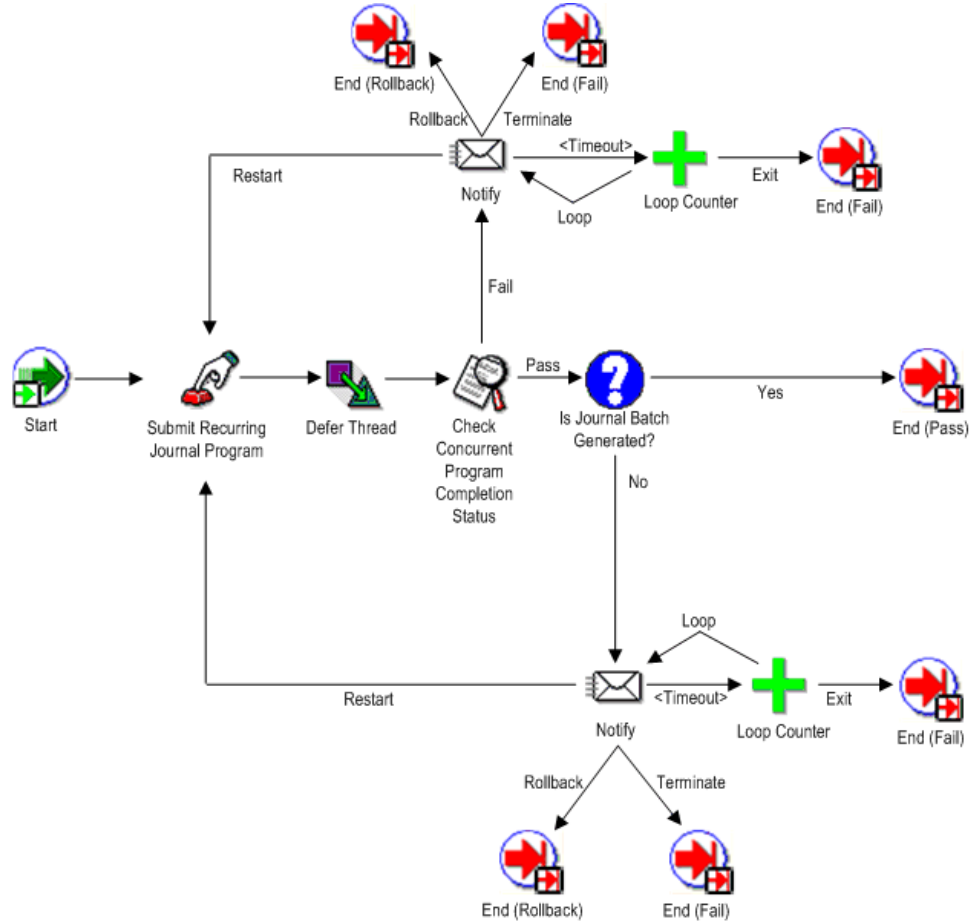 End (Rollback)
End (Fail)
Rollback
Terminate
<Timeout>
Restart
Notify
Loop
Loop Counter
Exit
End (Fail)
Fail
Start
Submit Recurring
Journal Program
Defer Thread
Check
Concurrent
Program
Completion
Status
Pass
Is Journal Batch
Generated?
Yes
End (Pass)
No
Loop
Restart
Notify
<Timeout>
Loop Counter
Exit
End (Fail)
Rollback
Terminate
End (Rollback)
End (Fail)